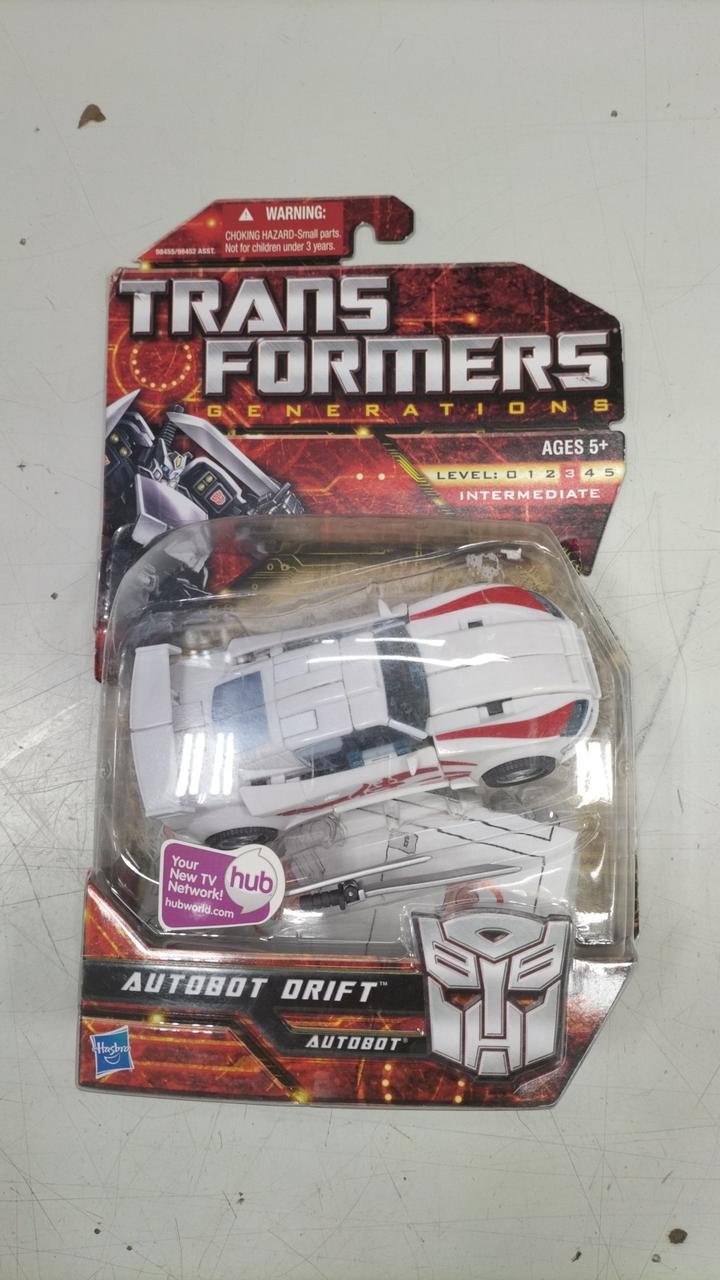 WARNING:
CHOKING HAZARD-Small parts.
Not for children under 3 years.
98455/98452 ASST.
TRANS
FORMERS
GENERATIONS
AGES 5+
LEVEL: 0 1 2 3 4 5
INTERMEDIATE
Your
New TV
Network!
hub
hubworld.com
AUTOBOT DRIFT™
AUTOBOT®
Hasbro